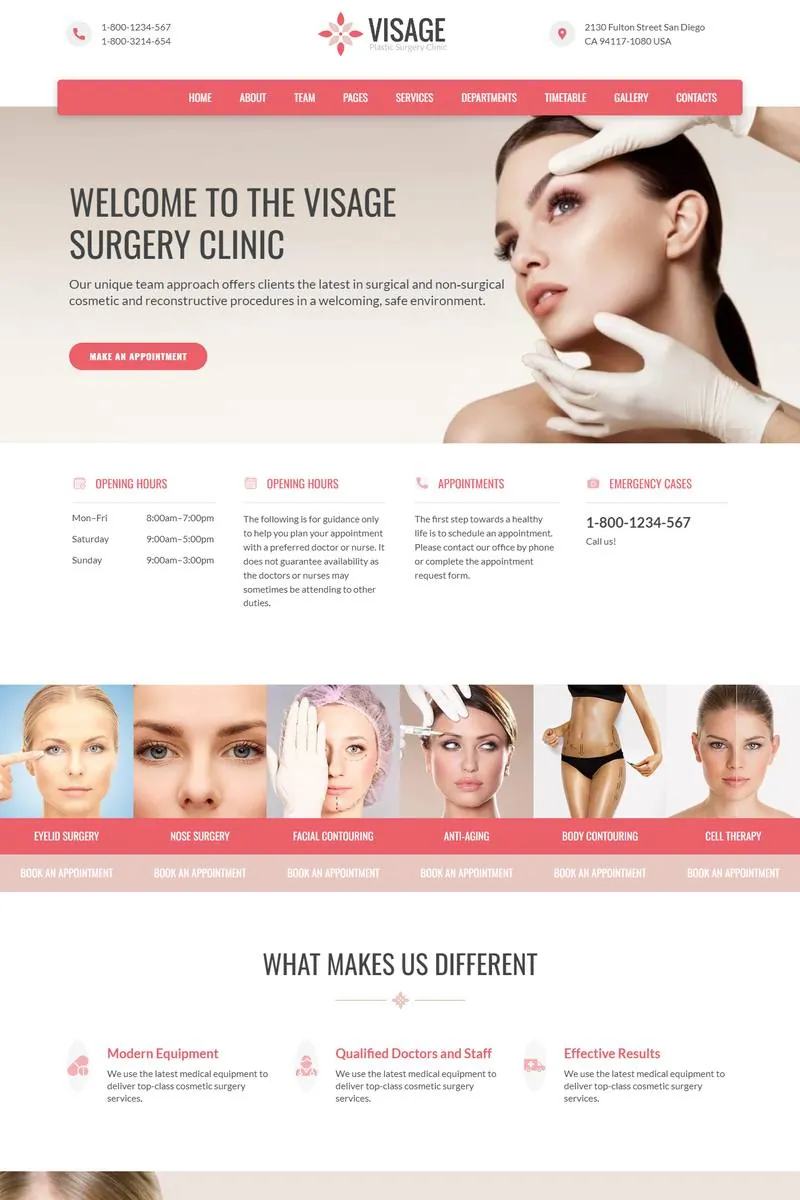 1-800-1234-567
1-800-3214-654
VISAGE
Plastic Surgery Clinic
2130 Fulton Street San Diego
CA 94117-1080 USA
HOME ABOUT TEAM PAGES SERVICES DEPARTMENTS TIMETABLE GALLERY CONTACTS
WELCOME TO THE VISAGE
SURGERY CLINIC
Our unique team approach offers clients the latest in surgical and non-surgical
cosmetic and reconstructive procedures in a welcoming, safe environment.
MAKE AN APPOINTMENT
OPENING HOURS
Mon–Fri 8:00am–7:00pm
Saturday 9:00am–5:00pm
Sunday 9:00am–3:00pm
OPENING HOURS
The following is for guidance only
to help you plan your appointment
with a preferred doctor or nurse. It
does not guarantee availability as
the doctors or nurses may
sometimes be attending to other
duties.
APPOINTMENTS
The first step towards a healthy
life is to schedule an appointment.
Please contact our office by phone
or complete the appointment
request form.
EMERGENCY CASES
1-800-1234-567
Call us!
EYELID SURGERY NOSE SURGERY FACIAL CONTOURING ANTI-AGING BODY CONTOURING CELL THERAPY
BOOK AN APPOINTMENT BOOK AN APPOINTMENT BOOK AN APPOINTMENT BOOK AN APPOINTMENT BOOK AN APPOINTMENT BOOK AN APPOINTMENT
WHAT MAKES US DIFFERENT
Modern Equipment
We use the latest medical equipment to
deliver top-class cosmetic surgery
services.
Qualified Doctors and Staff
We use the latest medical equipment to
deliver top-class cosmetic surgery
services.
Effective Results
We use the latest medical equipment to
deliver top-class cosmetic surgery
services.